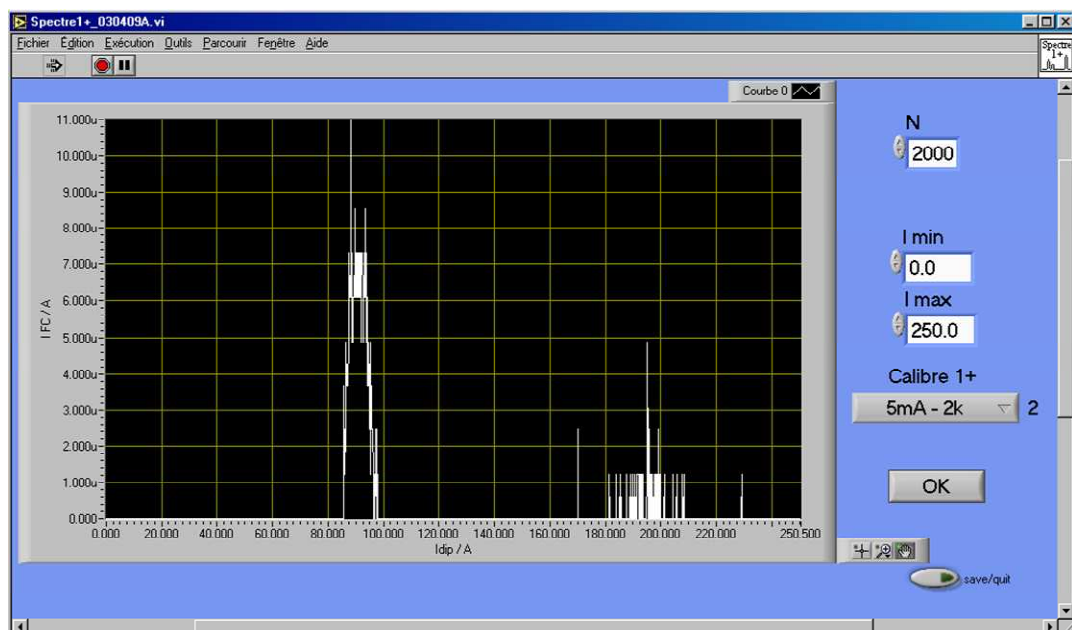 Spectre1+_030409A.vi
Fichier Édition Exécution Outils Parcourir Fenêtre Aide
Spectre
1+
Courbe 0
11.000u
10.000u
9.000u
8.000u
7.000u
6.000u
5.000u
4.000u
3.000u
2.000u
1.000u
0.000
I FC / A
0.000 20.000 40.000 60.000 80.000 100.000 120.000 140.000 160.000 180.000 200.000 220.000 250.500
Idip / A
N
2000
I min
0.0
I max
250.0
Calibre 1+
5mA - 2k 2
OK
save/quit